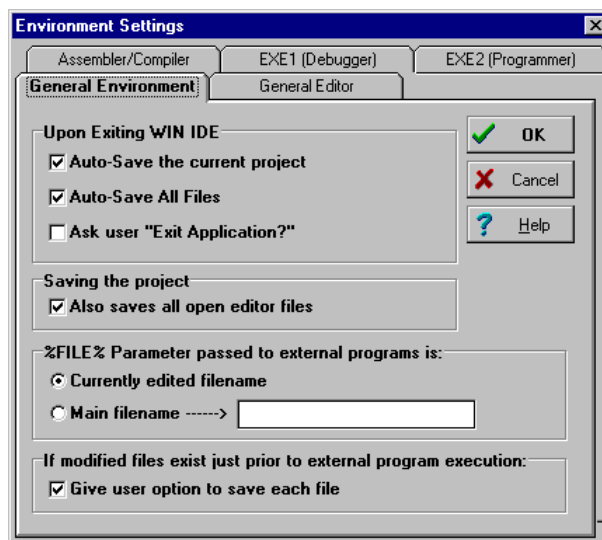 Environment Settings
Assembler/Compiler
EXE1 (Debugger)
EXE2 (Programmer)
General Environment
General Editor
Upon Exiting WIN IDE
Auto-Save the current project
Auto-Save All Files
Ask user "Exit Application?"
OK
Cancel
Help
Saving the project
Also saves all open editor files
%FILE% Parameter passed to external programs is:
Currently edited filename
Main filename ------>
If modified files exist just prior to external program execution:
Give user option to save each file